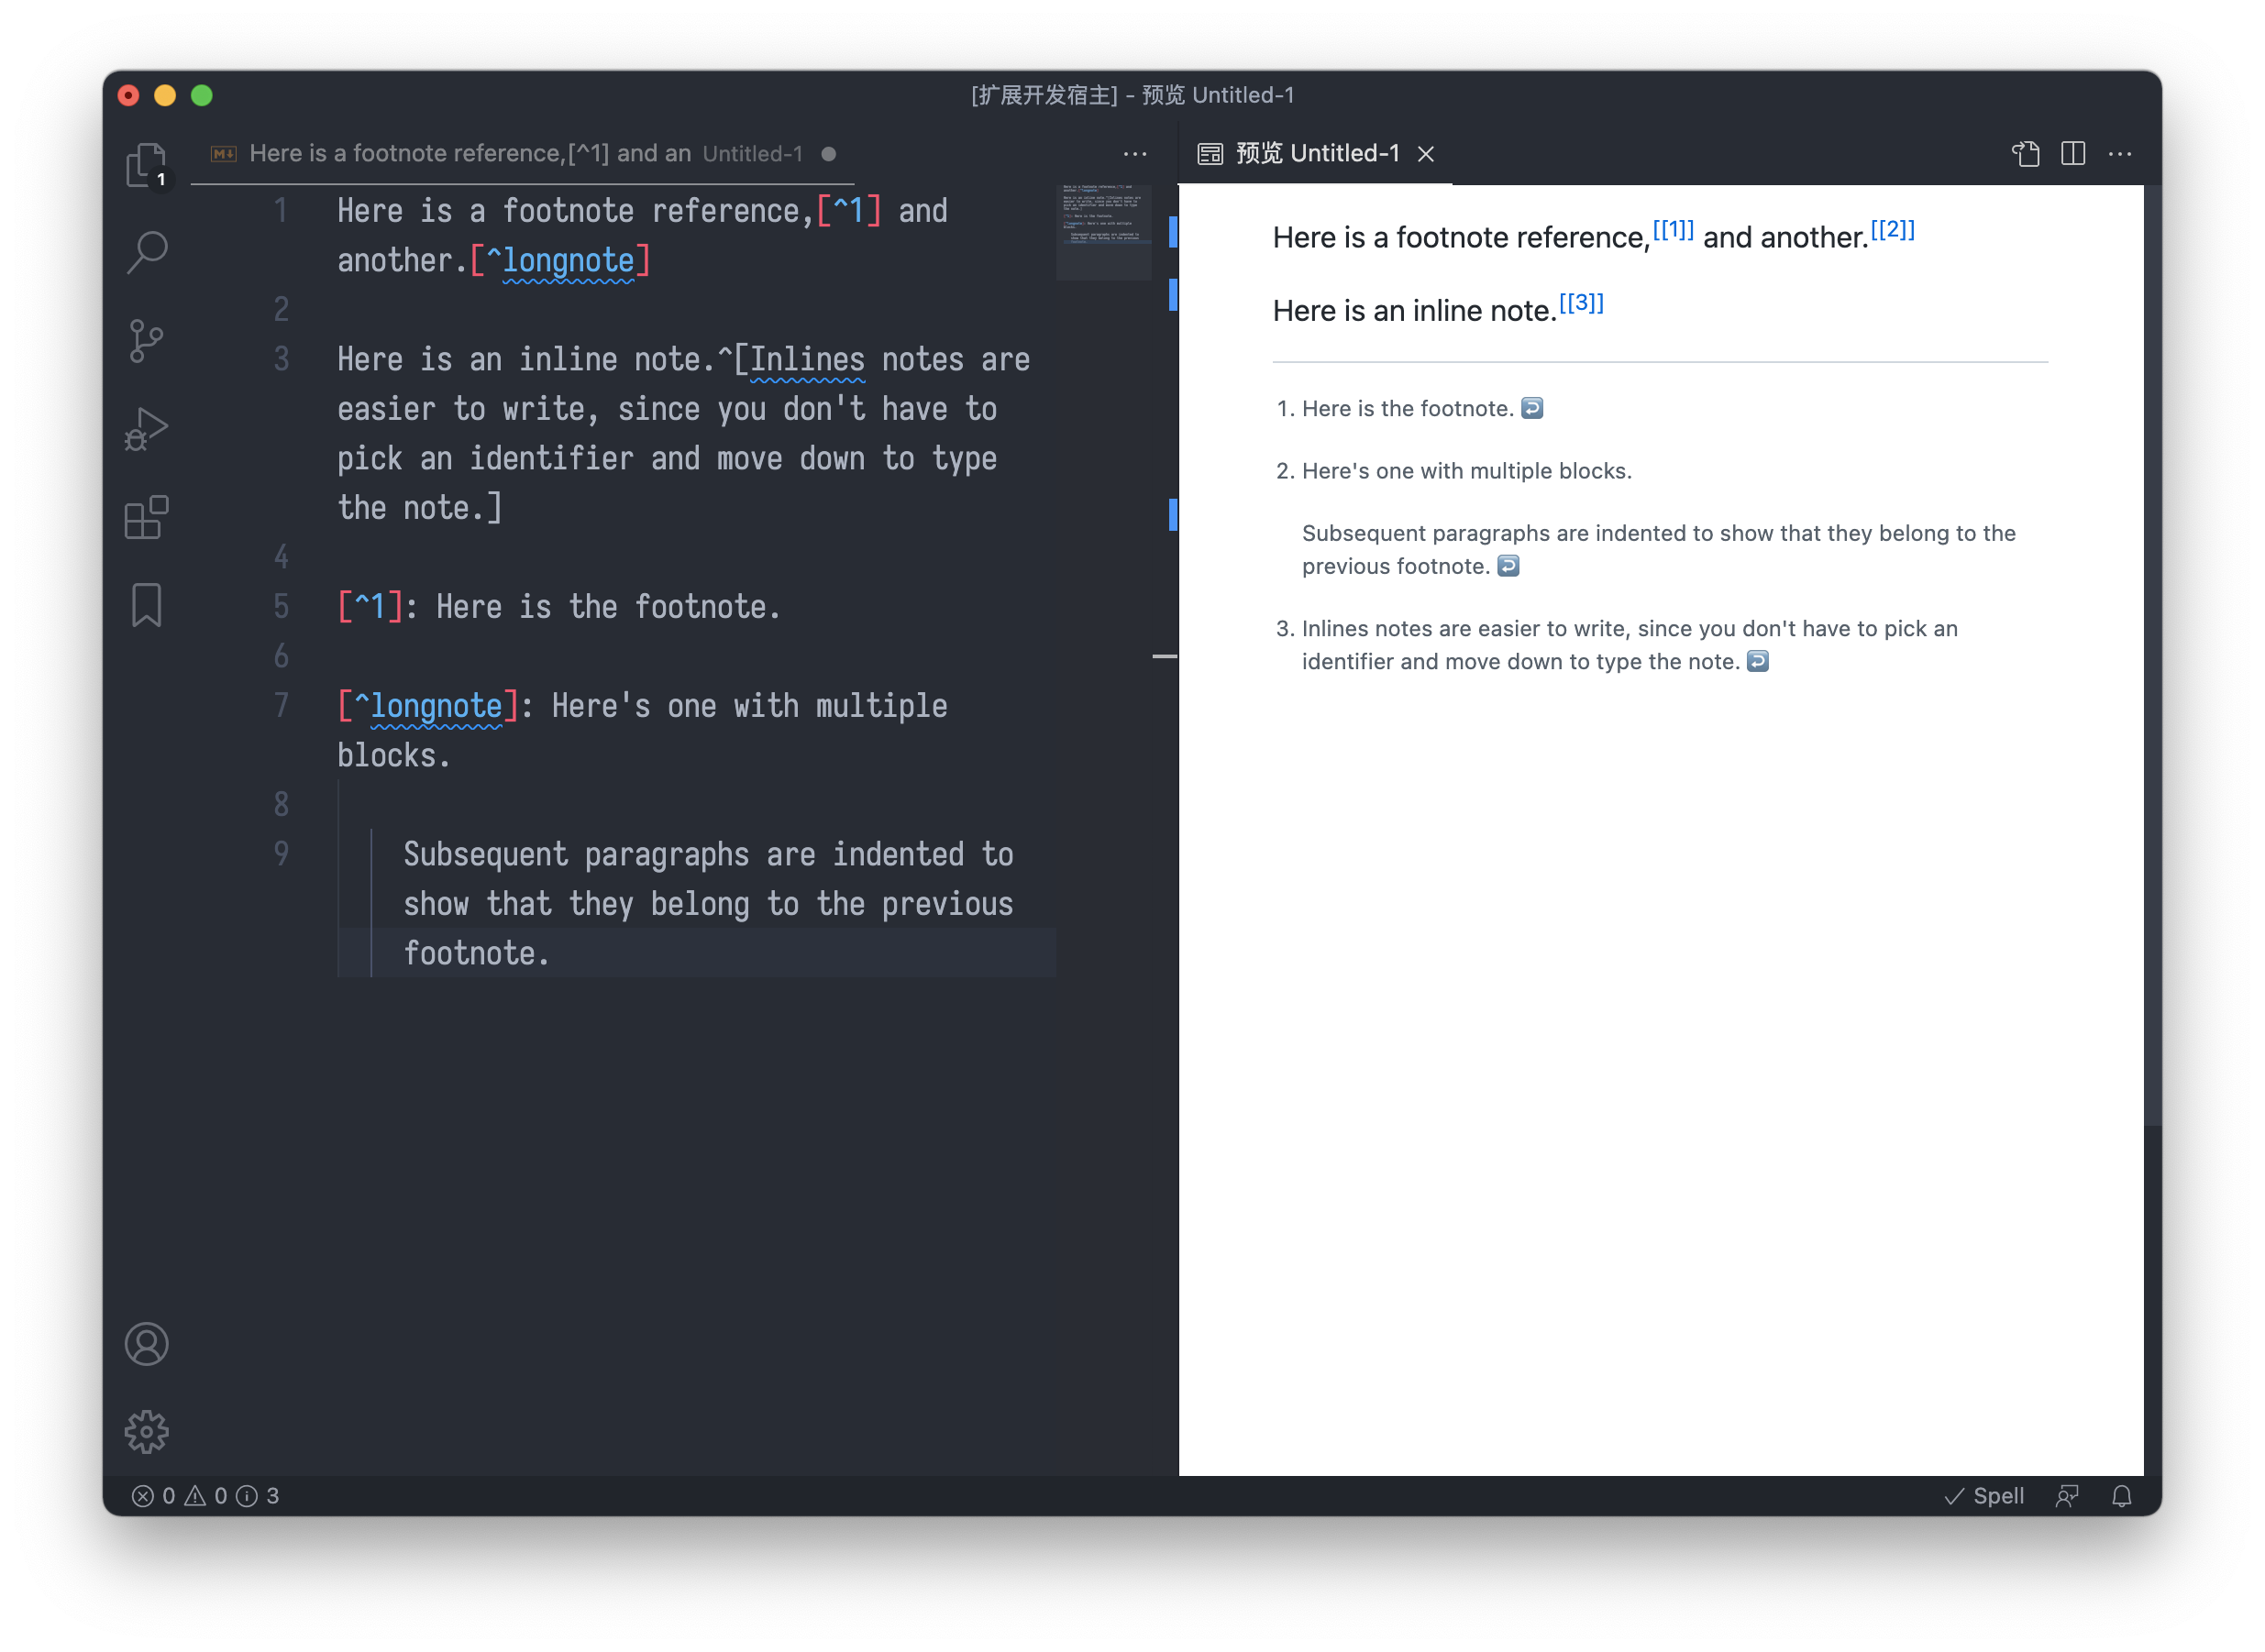 [扩展开发宿主] - 预览 Untitled-1
Here is a footnote reference,[^1] and an Untitled-1
预览 Untitled-1
1
1 Here is a footnote reference,[^1] and
another.[^longnote]
2
3 Here is an inline note.^[Inlines notes are
easier to write, since you don't have to
pick an identifier and move down to type
the note.]
4
5 [^1]: Here is the footnote.
6
7 [^longnote]: Here's one with multiple
blocks.
8
9 Subsequent paragraphs are indented to
show that they belong to the previous
footnote.
Here is a footnote reference,[[1]] and another.[[2]]
Here is an inline note.[[3]]
1. Here is the footnote. ↩️
2. Here's one with multiple blocks.
Subsequent paragraphs are indented to show that they belong to the
previous footnote. ↩️
3. Inlines notes are easier to write, since you don't have to pick an
identifier and move down to type the note. ↩️
0 0 3
Spell